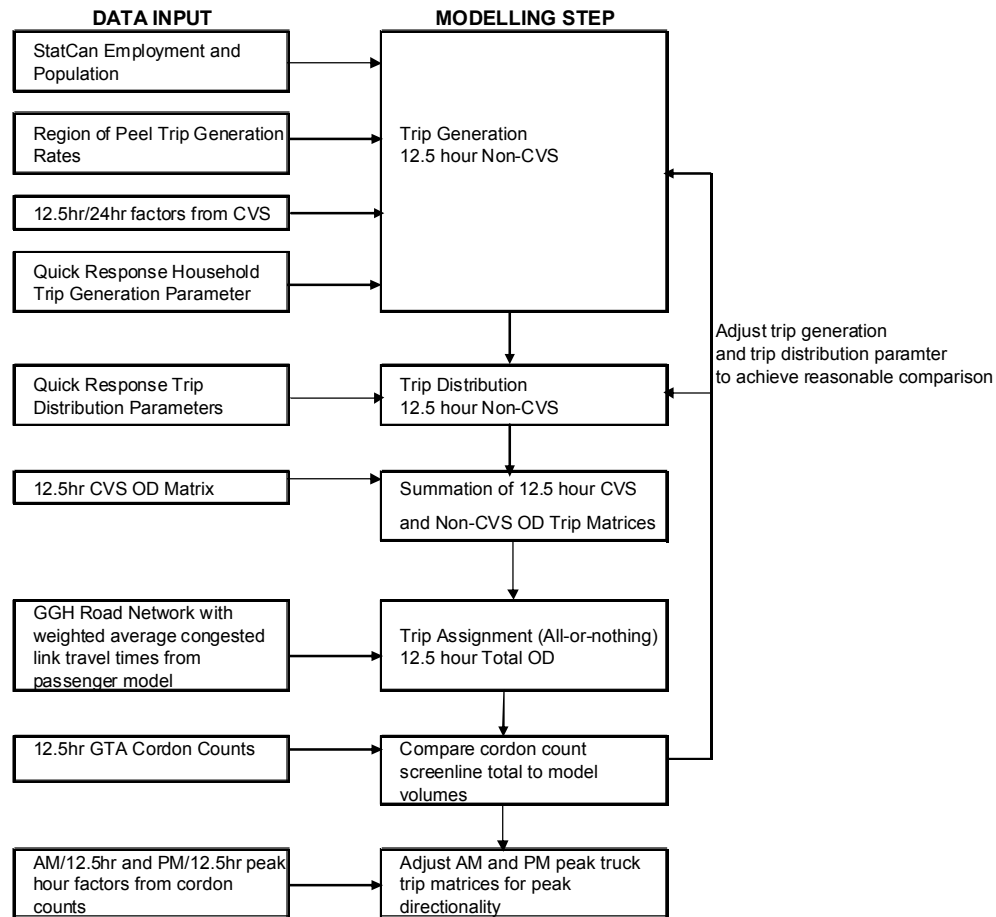 DATA INPUT
MODELLING STEP
StatCan Employment and
Population
Region of Peel Trip Generation
Rates
12.5hr/24hr factors from CVS
Quick Response Household
Trip Generation Parameter
Trip Generation
12.5 hour Non-CVS
Adjust trip generation
and trip distribution paramter
to achieve reasonable comparison
Quick Response Trip
Distribution Parameters
Trip Distribution
12.5 hour Non-CVS
12.5hr CVS OD Matrix
Summation of 12.5 hour CVS
and Non-CVS OD Trip Matrices
GGH Road Network with
weighted average congested
link travel times from
passenger model
Trip Assignment (All-or-nothing)
12.5 hour Total OD
12.5hr GTA Cordon Counts
Compare cordon count
screenline total to model
volumes
AM/12.5hr and PM/12.5hr peak
hour factors from cordon
counts
Adjust AM and PM peak truck
trip matrices for peak
directionality